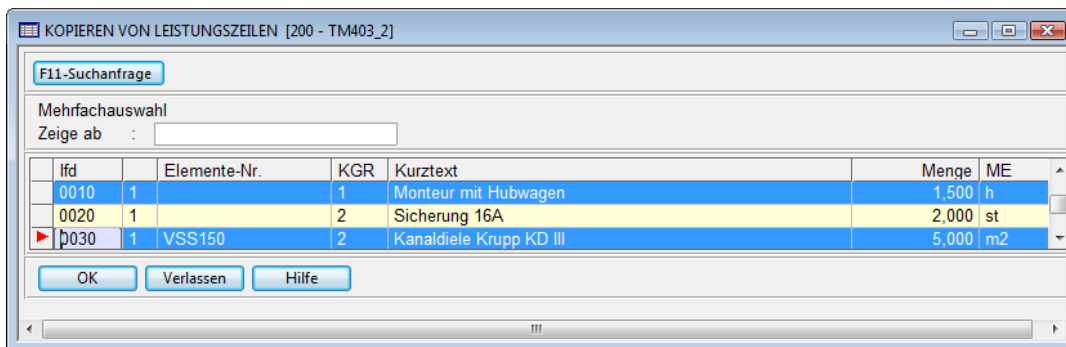 KOPIEREN VON LEISTUNGSZEILEN [200 - TM403_2]
F11-Suchanfrage
Mehrfachauswahl
Zeige ab :
lfd Elemente-Nr. KGR Kurztext Menge ME
0010 1 1 Monteur mit Hubwagen 1,500 h
0020 1 2 Sicherung 16A 2,000 st
0030 1 VSS150 2 Kanaldiele Krupp KD III 5,000 m2
OK Verlassen Hilfe